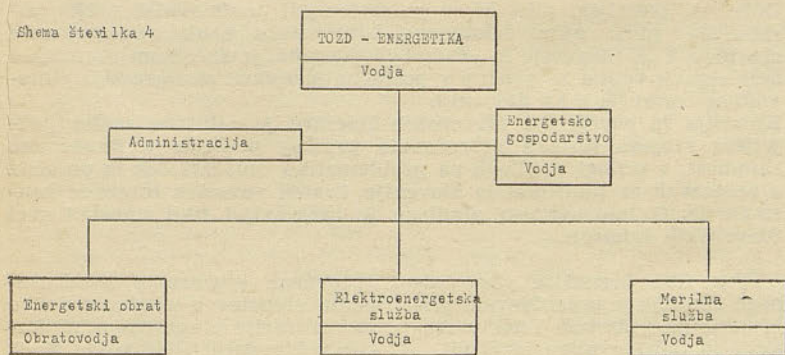 Shema številka 4
TOZD - ENERGETIKA
Vodja
Administracija
Energetsko
gospodarstvo
Vodja
Energetski obrat
Obratovodja
Elektroenergetska
služba
Vodja
Merilna
služba
Vodja